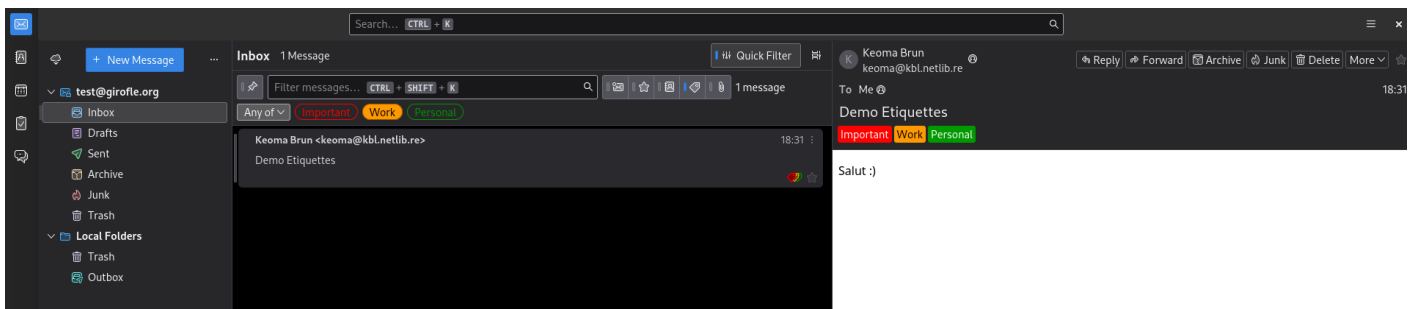 Search... CTRL + K
+ New Message ...
test@girofle.org
Inbox
Drafts
Sent
Archive
Junk
Trash
Local Folders
Trash
Outbox
Inbox 1 Message Quick Filter
Filter messages... CTRL + SHIFT + K 1 message
Any of Important Work Personal
Keoma Brun <keoma@kbl.netlib.re> 18:31
Demo Etiquettes
K Keoma Brun
keoma@kbl.netlib.re
Reply Forward Archive Junk Delete More
To Me 18:31
Demo Etiquettes
Important Work Personal
Salut :)